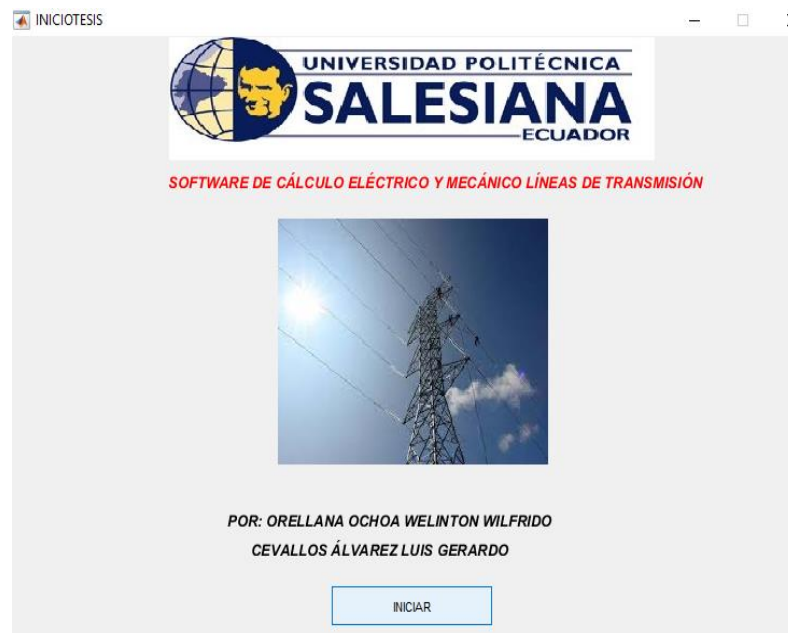 INICIOTESIS
UNIVERSIDAD POLITÉCNICA
SALESIANA
ECUADOR
SOFTWARE DE CÁLCULO ELÉCTRICO Y MECÁNICO LÍNEAS DE TRANSMISIÓN
POR: ORELLANA OCHOA WELINTON WILFRIDO
CEVALLOS ÁLVAREZ LUIS GERARDO
INICIAR